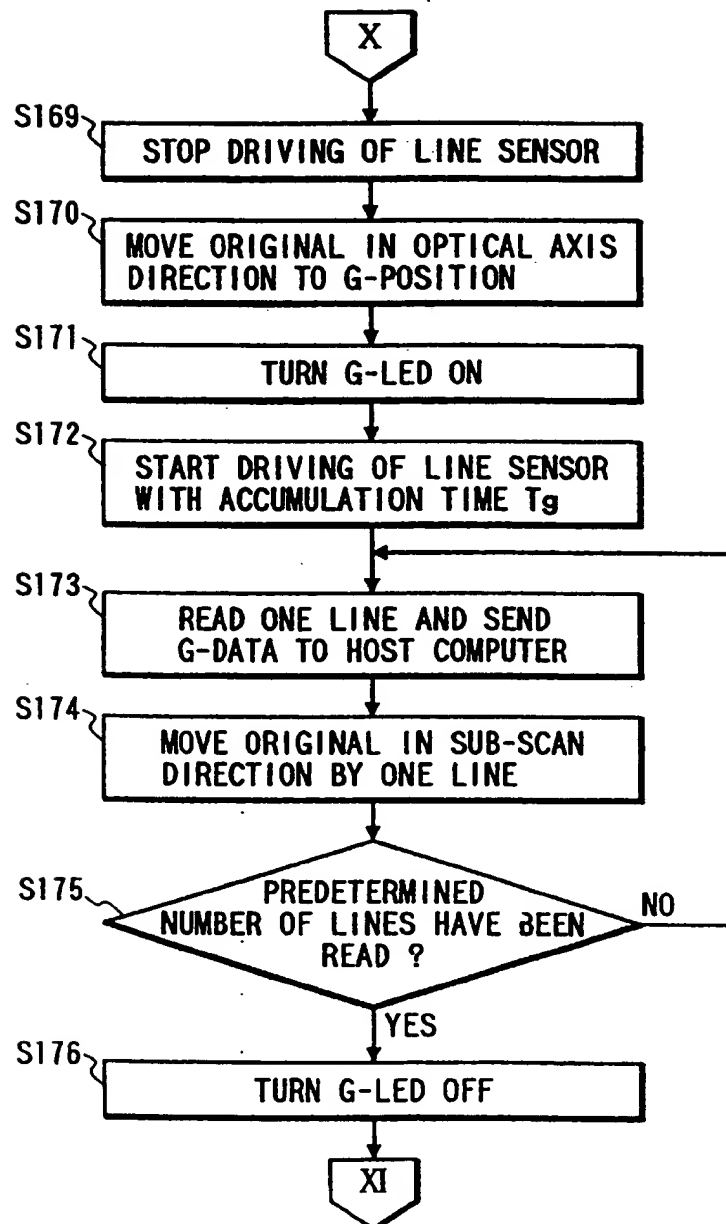 X
S169
STOP DRIVING OF LINE SENSOR
S170
MOVE ORIGINAL IN OPTICAL AXIS
DIRECTION TO G-POSITION
S171
TURN G-LED ON
S172
START DRIVING OF LINE SENSOR
WITH ACCUMULATION TIME Tg
S173
READ ONE LINE AND SEND
G-DATA TO HOST COMPUTER
S174
MOVE ORIGINAL IN SUB-SCAN
DIRECTION BY ONE LINE
S175
PREDETERMINED
NUMBER OF LINES HAVE BEEN
READ ?
NO
YES
S176
TURN G-LED OFF
XI